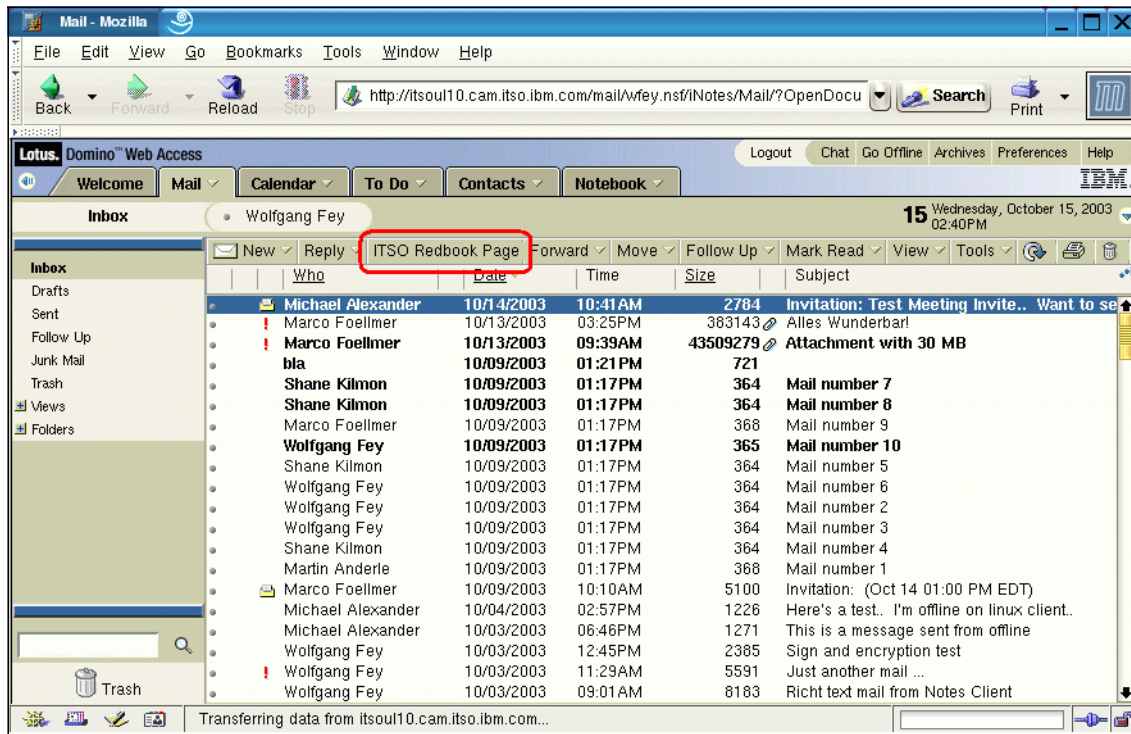 Mail - Mozilla
File Edit View Go Bookmarks Tools Window Help
Back Forward Reload Stop http://itsoul10.cam.itso.ibm.com/mail/wfey.nsf/iNotes/Mail/?OpenDocu Search Print
Lotus. Domino™ Web Access Logout Chat Go Offline Archives Preferences Help
Welcome Mail Calendar To Do Contacts Notebook IBM.
Inbox Wolfgang Fey 15 Wednesday, October 15, 2003
02:40PM
New Reply ITSO Redbook Page Forward Move Follow Up Mark Read View Tools
Who Date Time Size Subject
Inbox
Drafts
Sent
Follow Up
Junk Mail
Trash
Views
Folders
Michael Alexander 10/14/2003 10:41AM 2784 Invitation: Test Meeting Invite.. Want to se
! Marco Foellmer 10/13/2003 03:25PM 383143 Alles Wunderbar!
! Marco Foellmer 10/13/2003 09:39AM 43509279 Attachment with 30 MB
bla 10/09/2003 01:21PM 721
Shane Kilmon 10/09/2003 01:17PM 364 Mail number 7
Shane Kilmon 10/09/2003 01:17PM 364 Mail number 8
Marco Foellmer 10/09/2003 01:17PM 368 Mail number 9
Wolfgang Fey 10/09/2003 01:17PM 365 Mail number 10
Shane Kilmon 10/09/2003 01:17PM 364 Mail number 5
Wolfgang Fey 10/09/2003 01:17PM 364 Mail number 6
Wolfgang Fey 10/09/2003 01:17PM 364 Mail number 2
Wolfgang Fey 10/09/2003 01:17PM 364 Mail number 3
Shane Kilmon 10/09/2003 01:17PM 364 Mail number 4
Martin Anderle 10/09/2003 01:17PM 368 Mail number 1
Marco Foellmer 10/09/2003 10:10AM 5100 Invitation: (Oct 14 01:00 PM EDT)
Michael Alexander 10/04/2003 02:57PM 1226 Here's a test.. I'm offline on linux client..
Michael Alexander 10/03/2003 06:46PM 1271 This is a message sent from offline
Wolfgang Fey 10/03/2003 12:45PM 2385 Sign and encryption test
! Wolfgang Fey 10/03/2003 11:29AM 5591 Just another mail ...
Wolfgang Fey 10/03/2003 09:01AM 8183 Richt text mail from Notes Client
Trash
Transferring data from itsoul10.cam.itso.ibm.com...